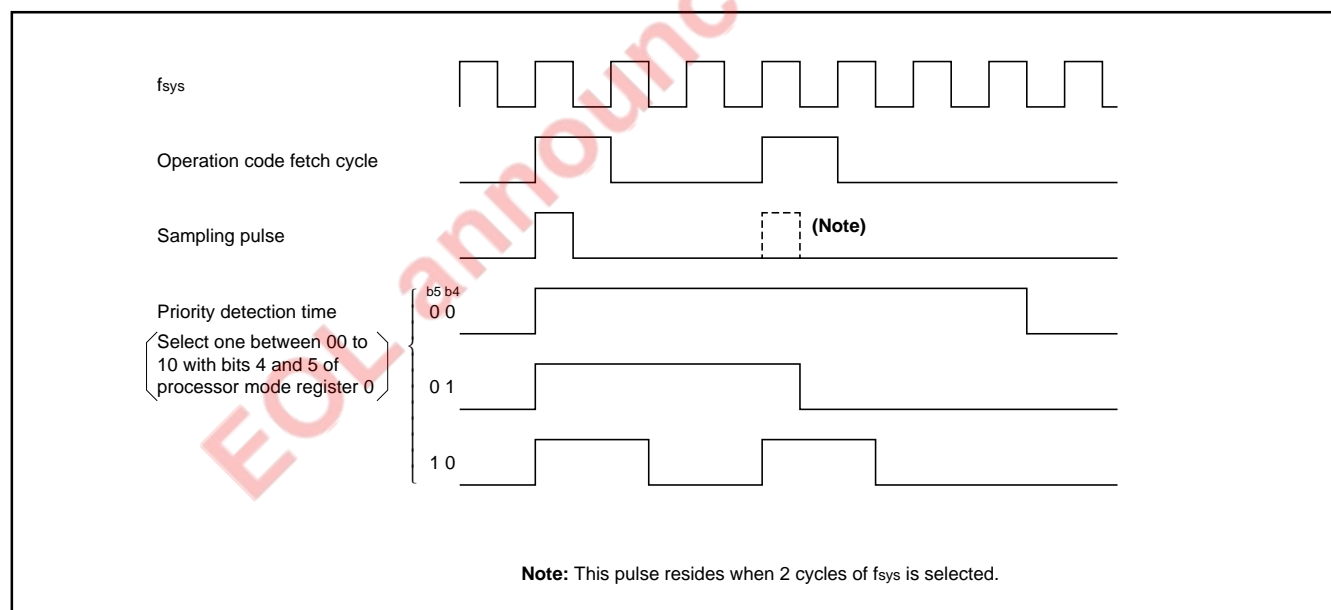 fsys
Operation code fetch cycle
Sampling pulse
(Note)
Priority detection time
Select one between 00 to
10 with bits 4 and 5 of
processor mode register 0
b5 b4
0 0
0 1
1 0
Note: This pulse resides when 2 cycles of fsys is selected.
EOL announc